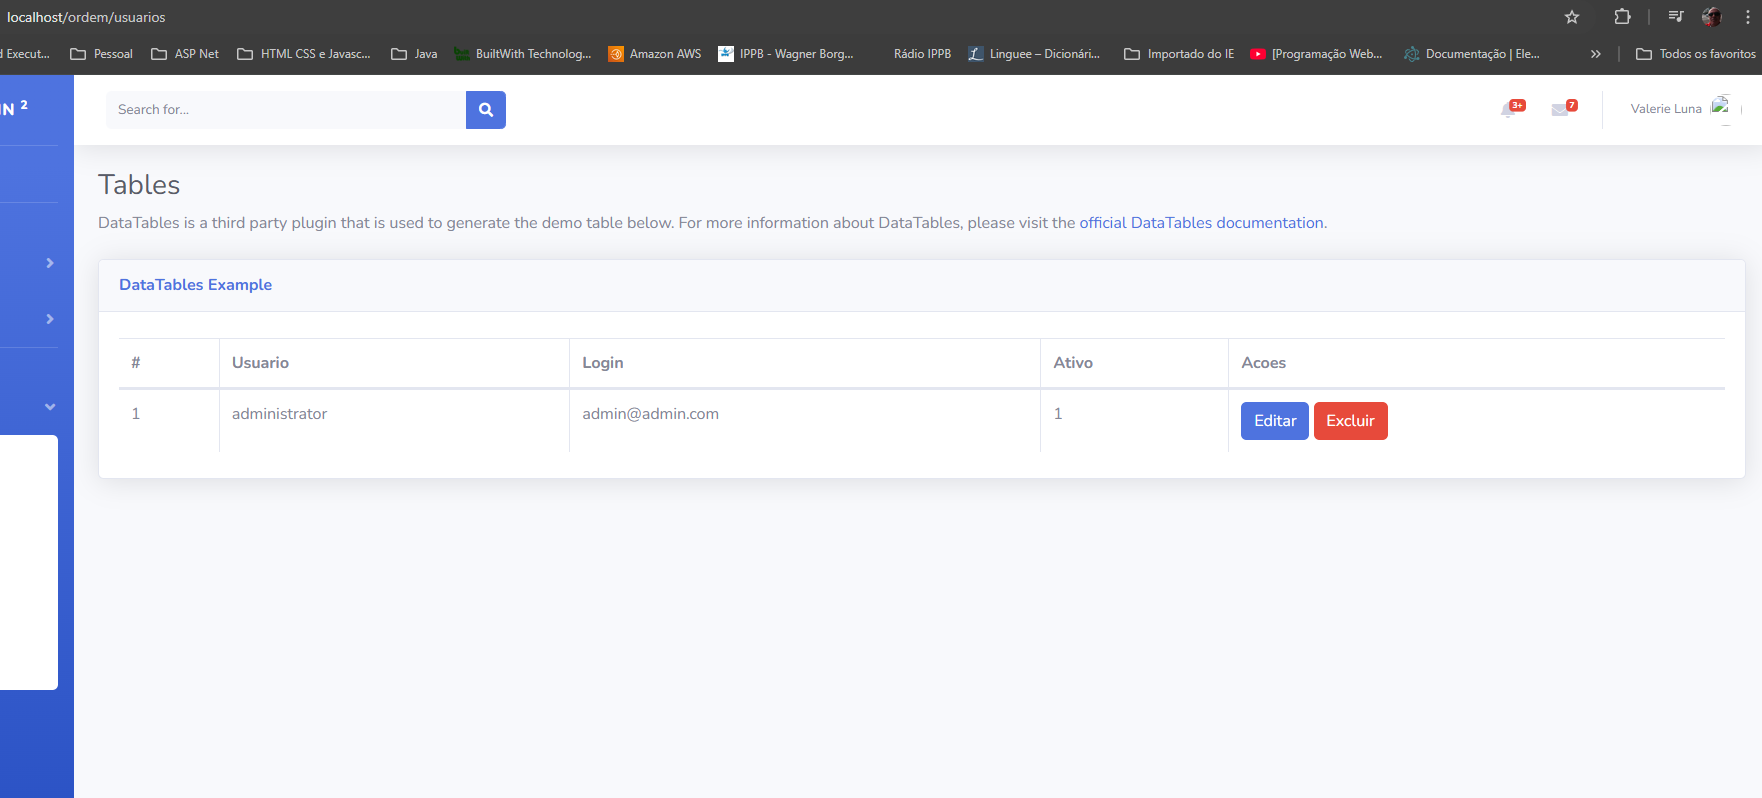 localhost/ordem/usuarios
d Execut... Pessoal ASP Net HTML CSS e Javasc... Java BuiltWith Technolog... Amazon AWS IPPB - Wagner Borg... Rádio IPPB Linguee – Dicionári... Importado do IE [Programação Web... Documentação | Ele... » Todos os favoritos
IN 2
Search for...
3+ 7 Valerie Luna
Tables
DataTables is a third party plugin that is used to generate the demo table below. For more information about DataTables, please visit the official DataTables documentation.
DataTables Example
# Usuario Login Ativo Acoes
1 administrator admin@admin.com 1 Editar Excluir